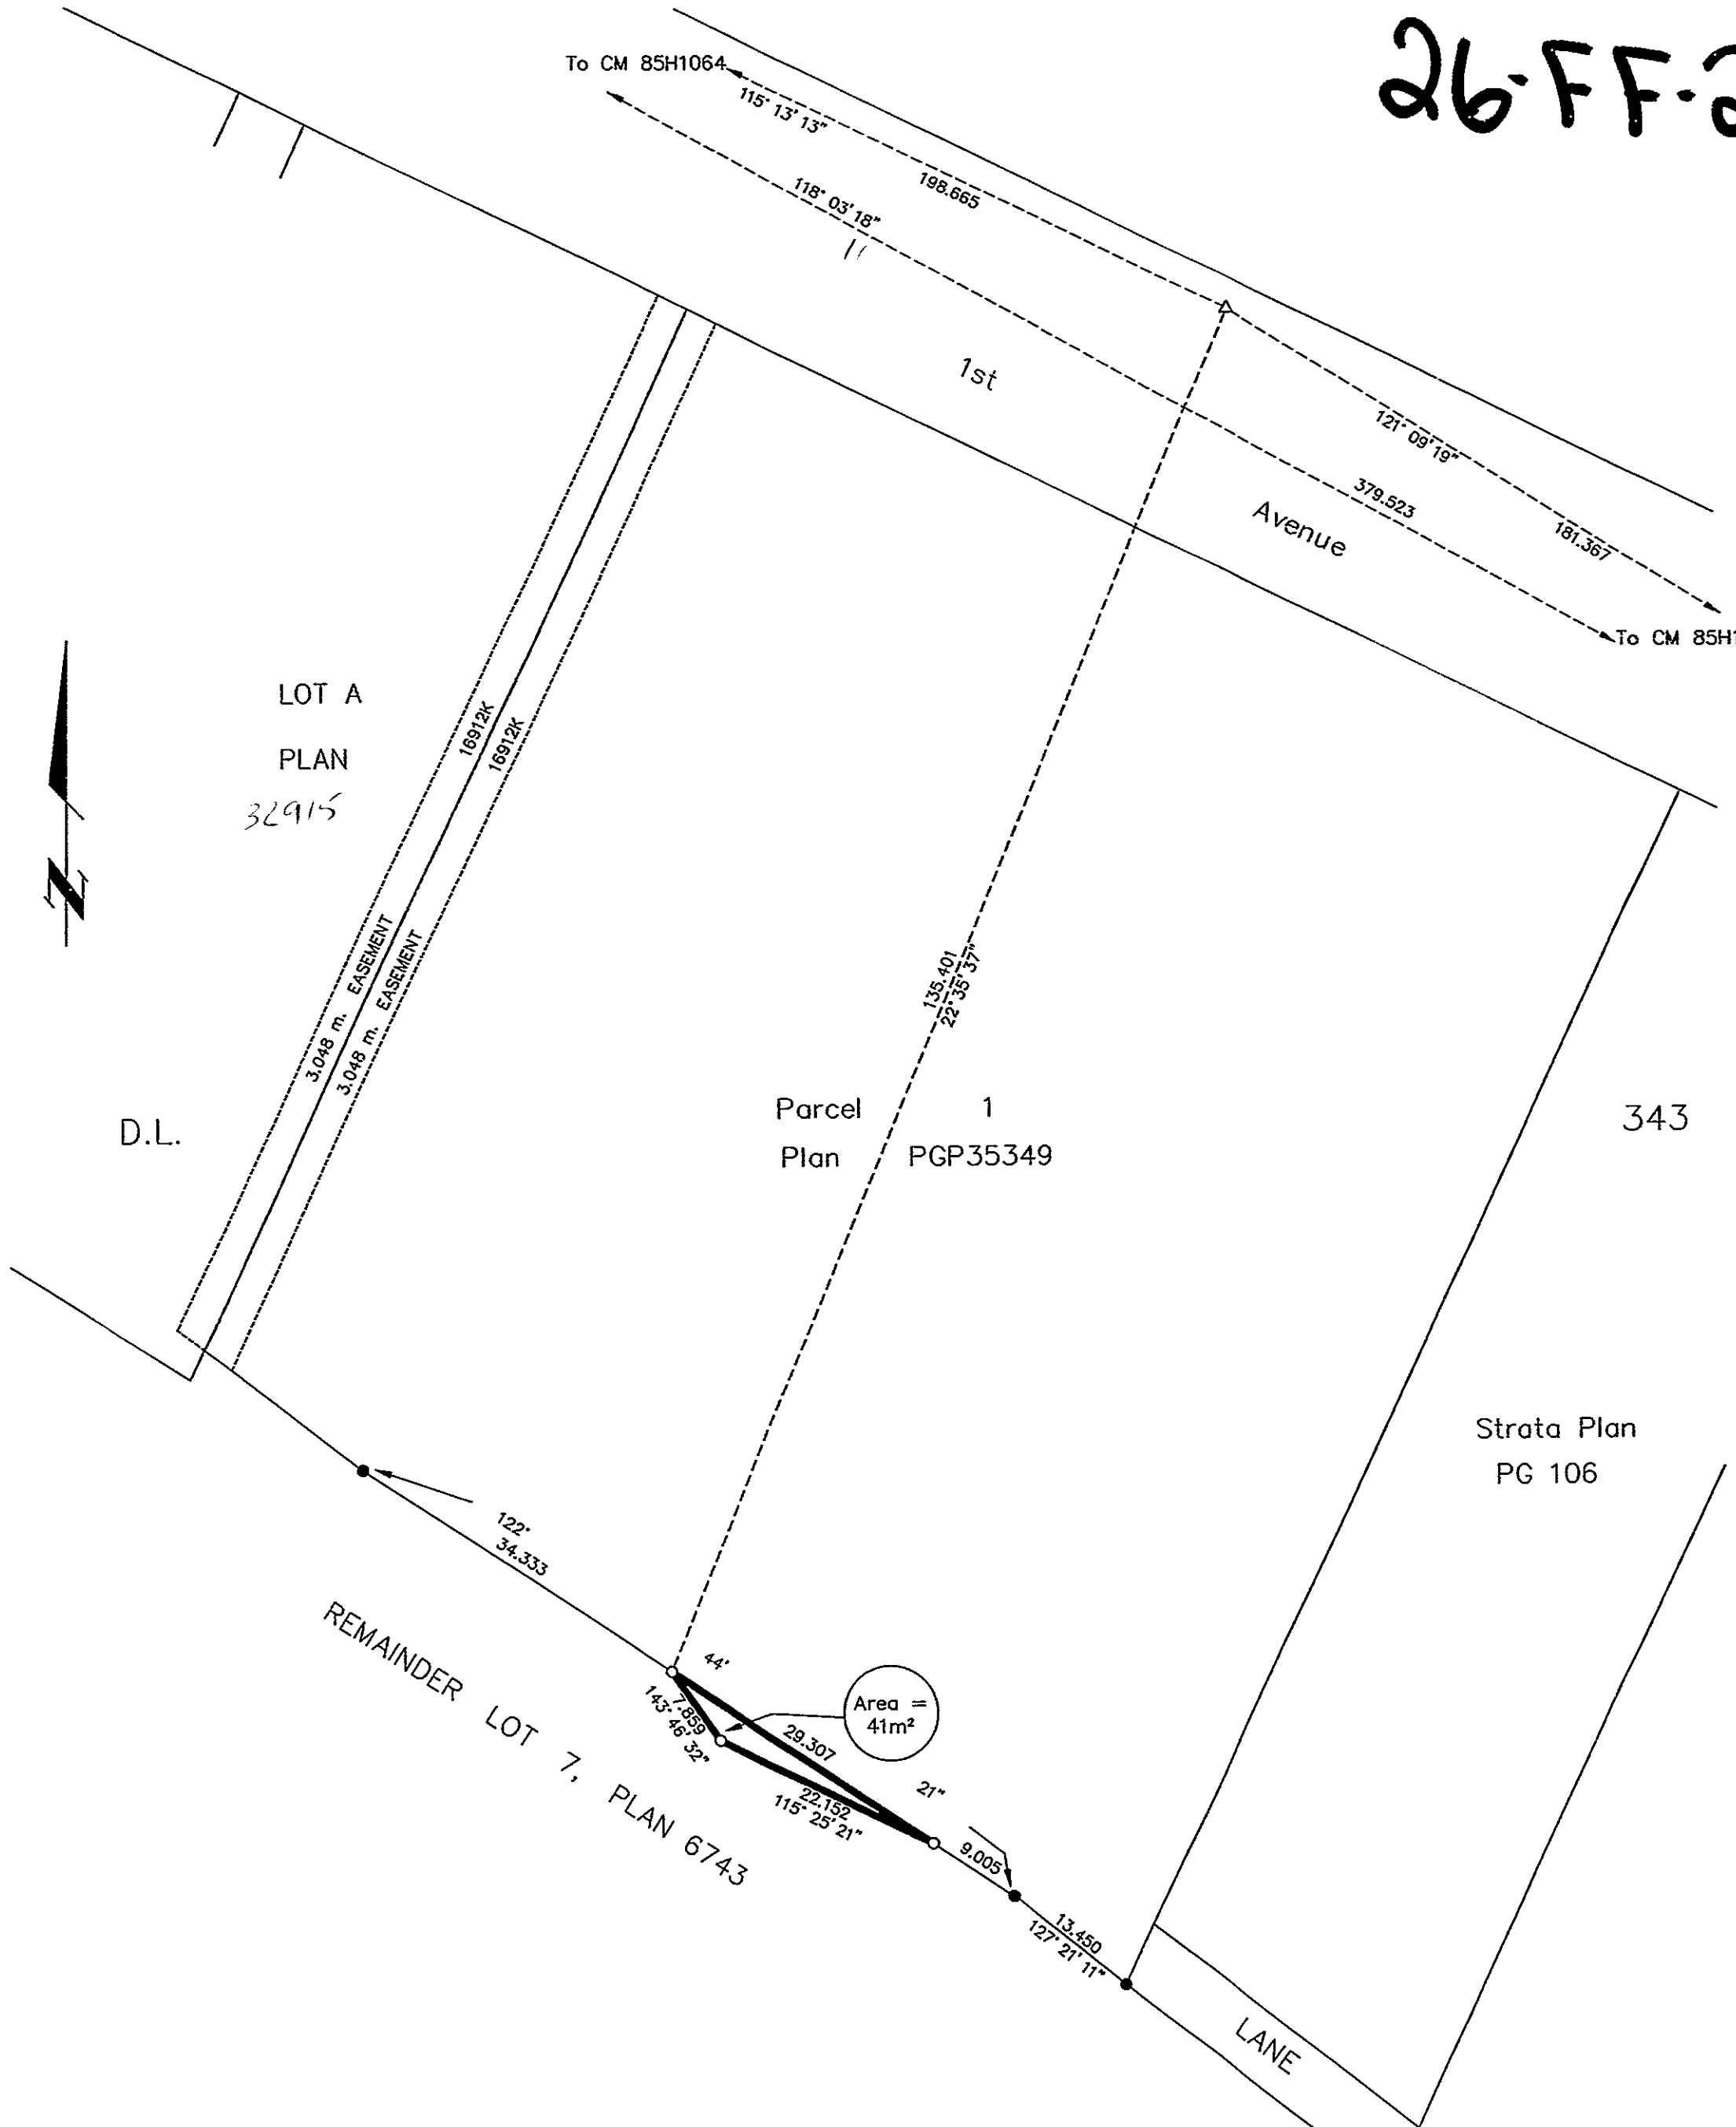 26-FF-2
To CM 85H1064
115° 13' 13"
198.665
118° 03' 18"
1st
121° 09' 19"
379.523
Avenue
181.367
To CM 85H1
LOT A
PLAN
32915
16912K
16912K
3.048 m. EASEMENT
3.048 m. EASEMENT
135.401
22° 35' 37"
Parcel 1
Plan PGP35349
D.L.
343
N
Strata Plan
PG 106
122°
34.333
44'
REMAINDER LOT 7, PLAN 6743
7.859
143° 46' 32"
Area =
41m²
29.307
21"
22.152
115° 25' 21"
9.005
13.450
127° 21' 11"
LANE